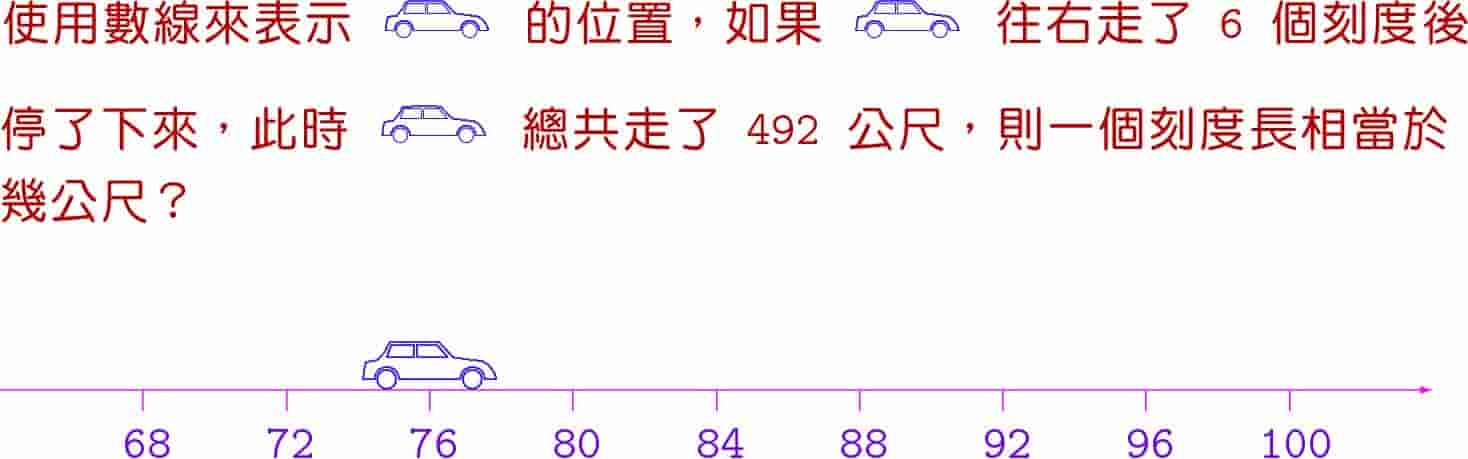 使用數線來表示 的位置，如果 往右走了 6 個刻度後
停了下來，此時 總共走了 492 公尺，則一個刻度長相當於
幾公尺？
68 72 76 80 84 88 92 96 100